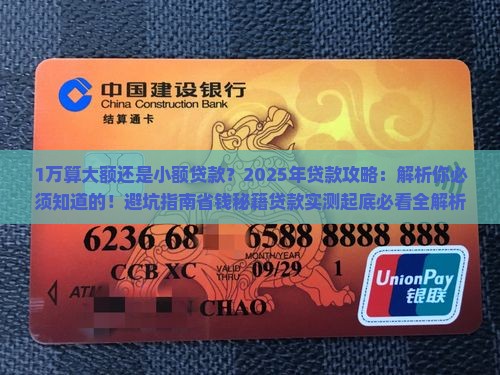 中国建设银行
China Construction Bank
结算通卡
1万算大额还是小额贷款？2025年贷款攻略：解析你必
须知道的！避坑指南省钱秘籍贷款实测起底必看全解析
6236 68 6588 8888 888
MONTH/YEAR
CCB XC VALID THRU 09/29 1
ATM
CHAO
UnionPay
银联